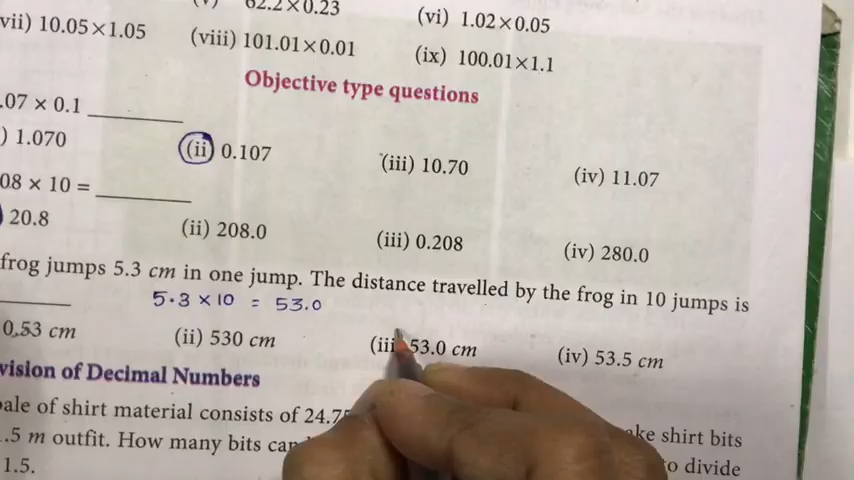 62.2×0.23
(vi) 1.02×0.05
vii) 10.05×1.05
(viii) 101.01×0.01
(ix) 100.01×1.1
Objective type questions
.07 × 0.1 ________
) 1.070
(ii) 0.107
(iii) 10.70
(iv) 11.07
08 × 10 = ________
20.8
(ii) 208.0
(iii) 0.208
(iv) 280.0
frog jumps 5.3 cm in one jump. The distance travelled by the frog in 10 jumps is
5.3 × 10 = 53.0
0.53 cm
(ii) 530 cm
(iii) 53.0 cm
(iv) 53.5 cm
vision of Decimal Numbers
bale of shirt material consists of 24.7
ke shirt bits
.5 m outfit. How many bits can
to divide
1.5.